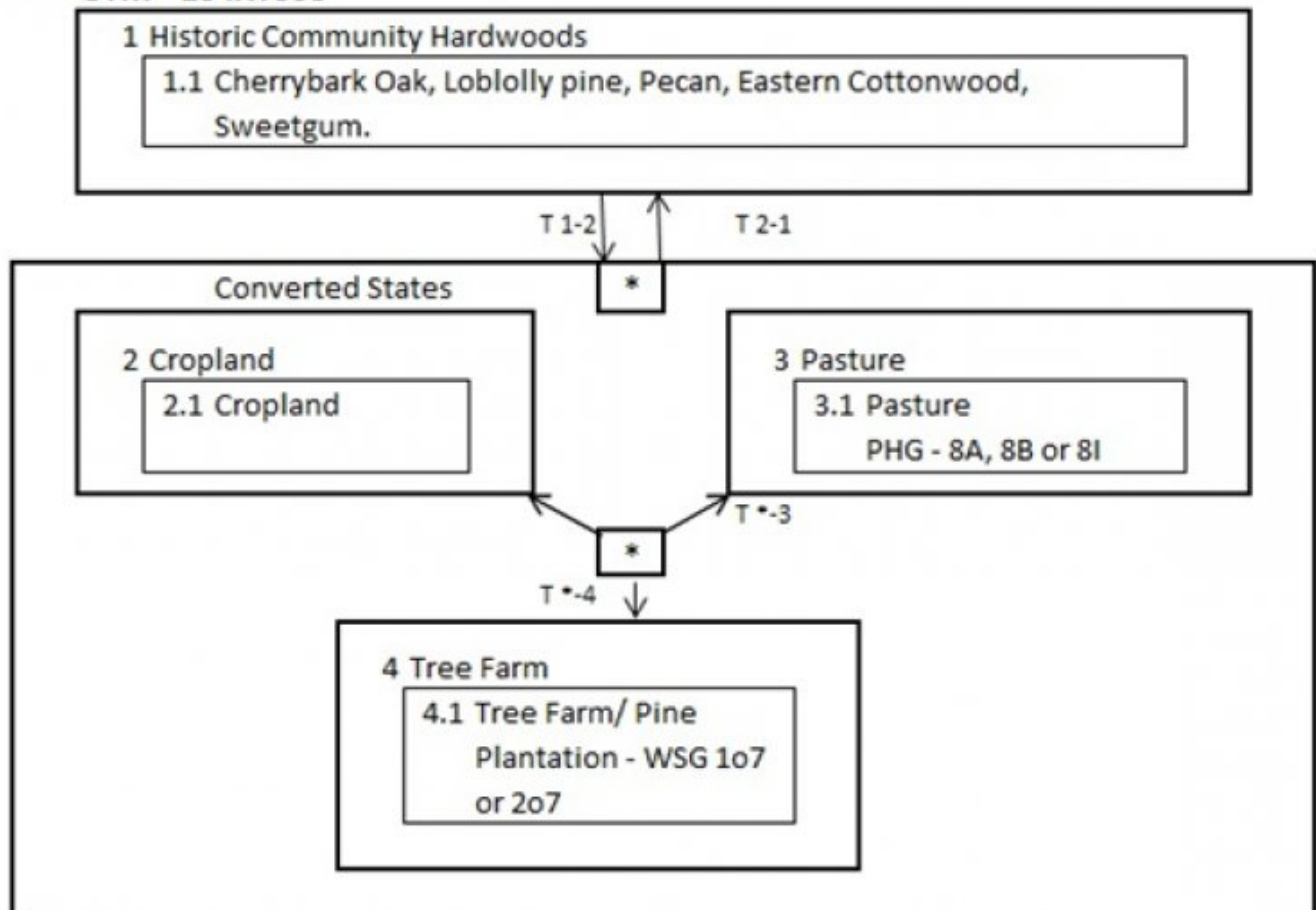 1 Historic Community Hardwoods
1.1 Cherrybark Oak, Loblolly pine, Pecan, Eastern Cottonwood,
Sweetgum.
T 1-2
T 2-1
*
Converted States
2 Cropland
2.1 Cropland
3 Pasture
3.1 Pasture
PHG - 8A, 8B or 8I
*
T *-3
T *-4
4 Tree Farm
4.1 Tree Farm/ Pine
Plantation - WSG 1o7
or 2o7